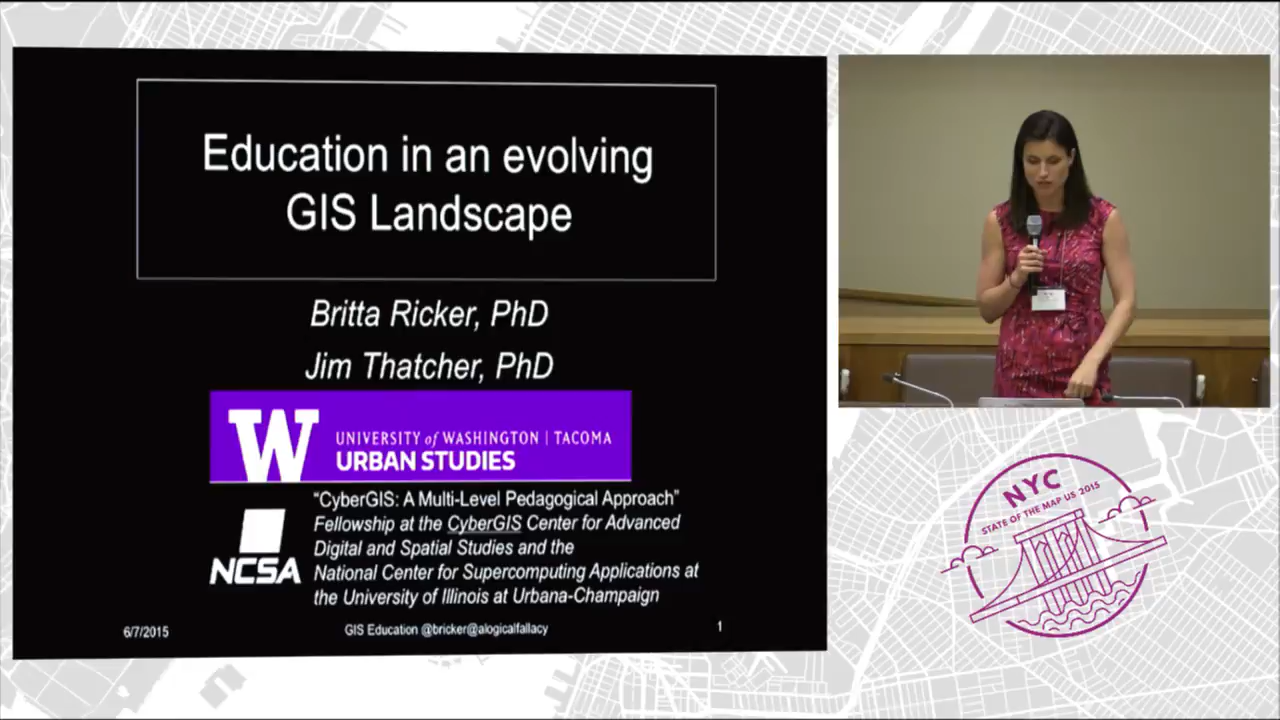 Education in an evolving
GIS Landscape
Britta Ricker, PhD
Jim Thatcher, PhD
W
UNIVERSITY of WASHINGTON | TACOMA
URBAN STUDIES
“CyberGIS: A Multi-Level Pedagogical Approach”
Fellowship at the CyberGIS Center for Advanced
Digital and Spatial Studies and the
National Center for Supercomputing Applications at
the University of Illinois at Urbana-Champaign
NCSA
6/7/2015
GIS Education @bricker@alogicalfallacy
1
NYC
STATE OF THE MAP US 2015